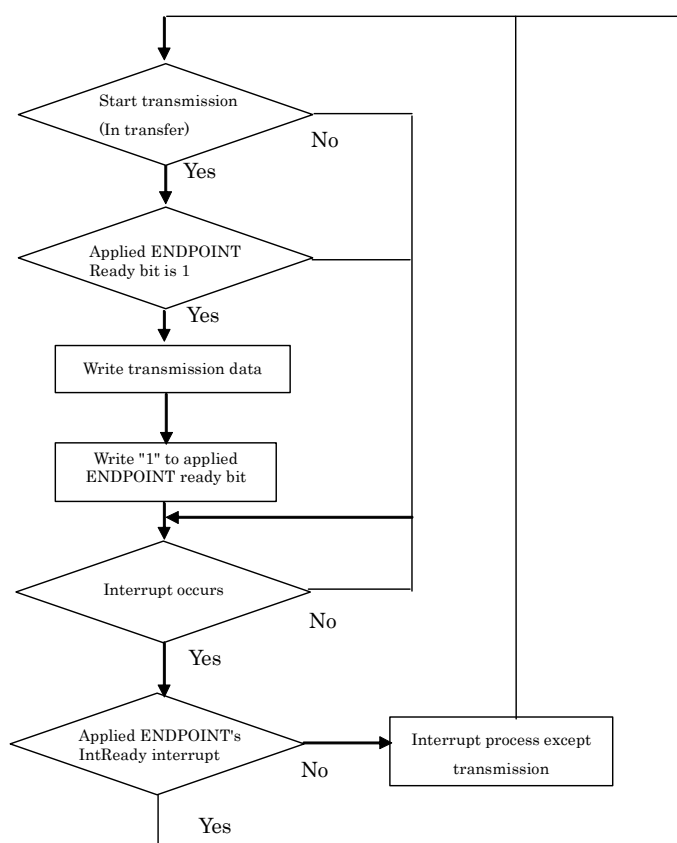 Start transmission
(In transfer)
No
Yes
Applied ENDPOINT
Ready bit is 1
Yes
Write transmission data
Write "1" to applied
ENDPOINT ready bit
Interrupt occurs
No
Yes
Applied ENDPOINT's
IntReady interrupt
No
Interrupt process except
transmission
Yes